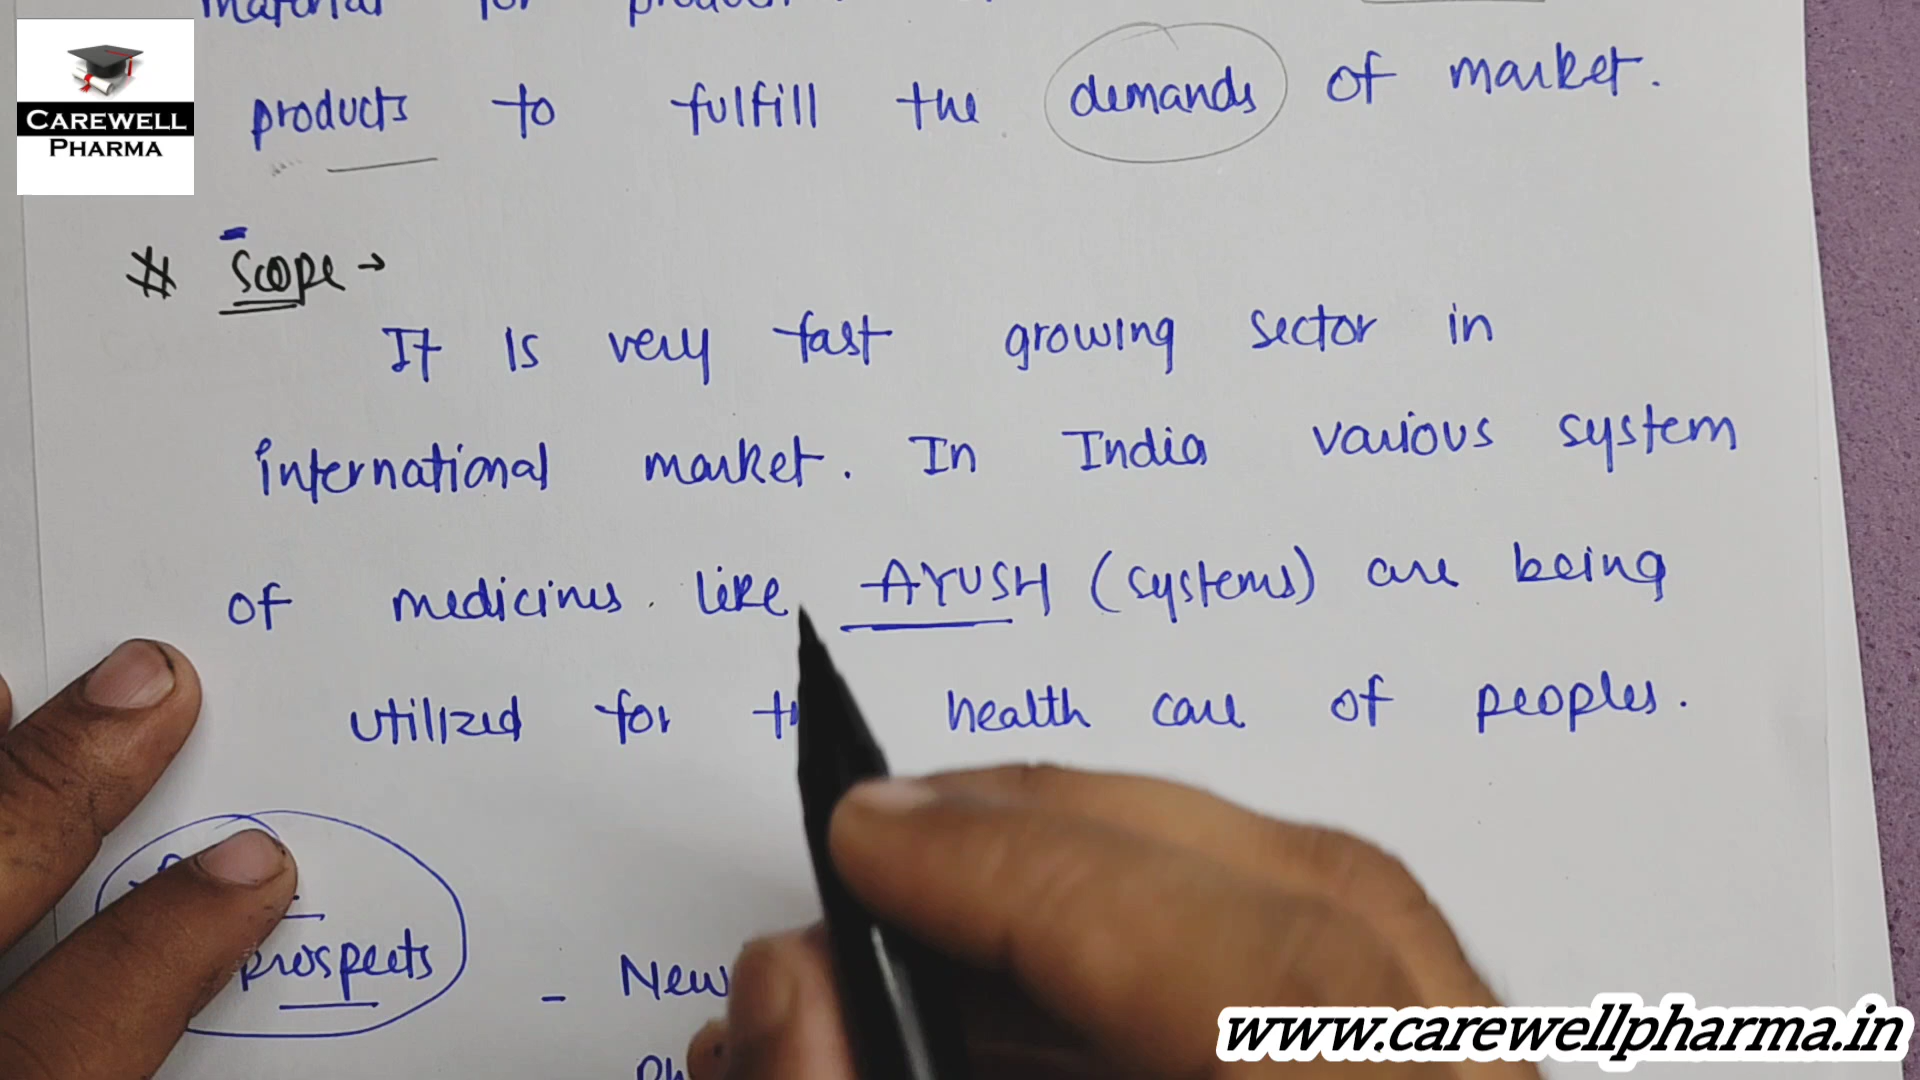 material for
products to fulfill the demands of market.
CAREWELL
PHARMA
# Scope →
It is very fast growing sector in
international market. In India various system
of medicines like AYUSH (systems) are being
utilized for health care of peoples.
prospects - New
www.carewellpharma.in